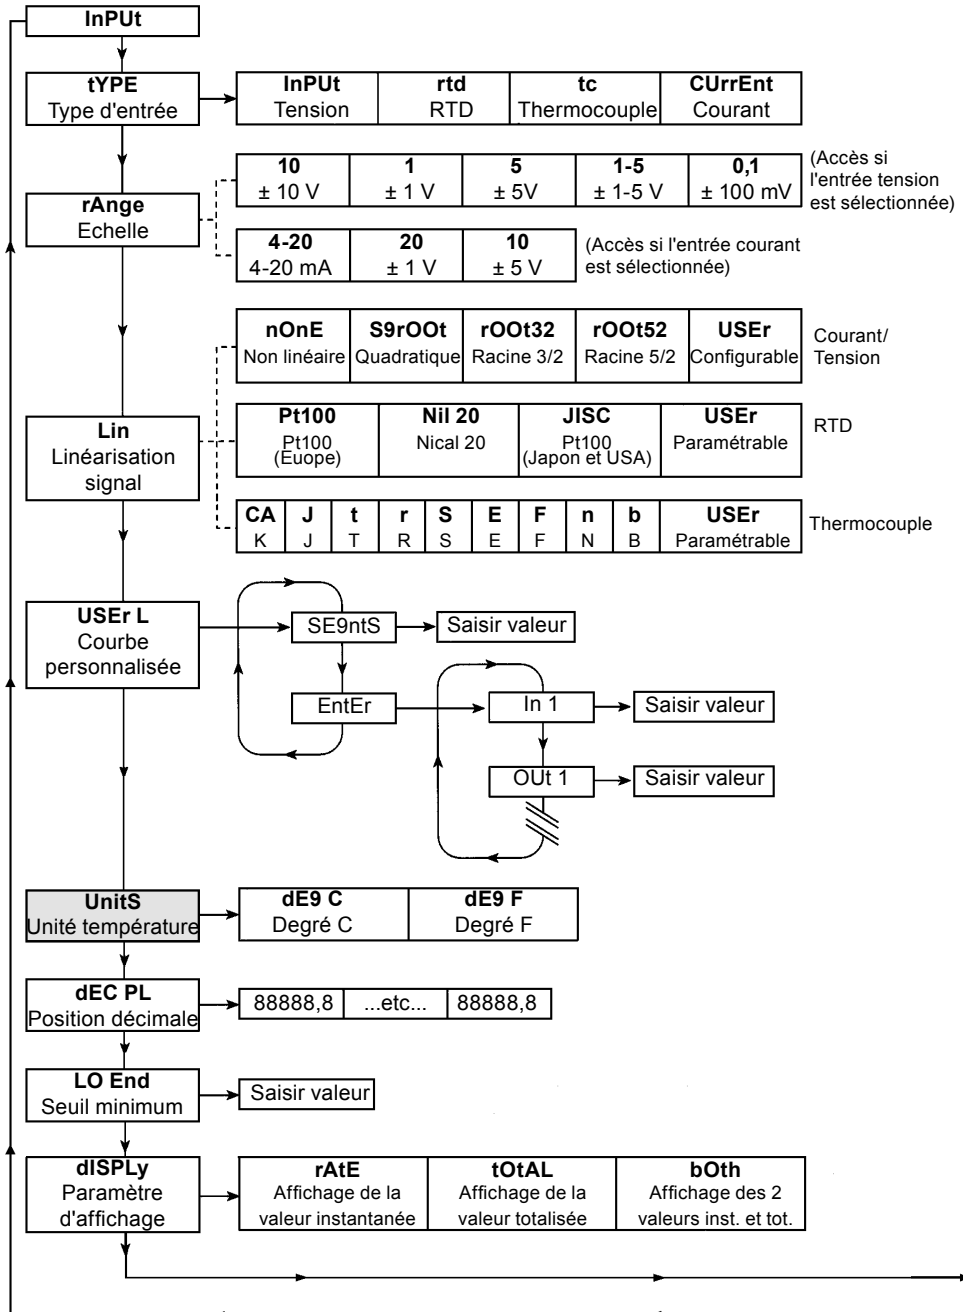 InPUt
tYPE
Type d'entrée
InPUt
Tension
rtd
RTD
tc
Thermocouple
CUrrEnt
Courant
rAnge
Echelle
10
± 10 V
1
± 1 V
5
± 5V
1-5
± 1-5 V
0,1
± 100 mV
(Accès si
l'entrée tension
est sélectionnée)
4-20
4-20 mA
20
± 1 V
10
± 5 V
(Accès si l'entrée courant
est sélectionnée)
Lin
Linéarisation
signal
nOnE
Non linéaire
S9rOOt
Quadratique
rOOt32
Racine 3/2
rOOt52
Racine 5/2
USEr
Configurable
Courant/
Tension
Pt100
Pt100
(Euope)
Nil 20
Nical 20
JISC
Pt100
(Japon et USA)
USEr
Paramétrable
RTD
CA
K
J
J
t
T
r
R
S
S
E
E
F
F
n
N
b
B
USEr
Paramétrable
Thermocouple
USEr L
Courbe
personnalisée
SE9ntS
Saisir valeur
EntEr
In 1
Saisir valeur
OUt 1
Saisir valeur
UnitS
Unité température
dE9 C
Degré C
dE9 F
Degré F
dEC PL
Position décimale
88888,8
...etc...
88888,8
LO End
Seuil minimum
Saisir valeur
dISPLy
Paramètre
d'affichage
rAtE
Affichage de la
valeur instantanée
tOtAL
Affichage de la
valeur totalisée
bOth
Affichage des 2
valeurs inst. et tot.